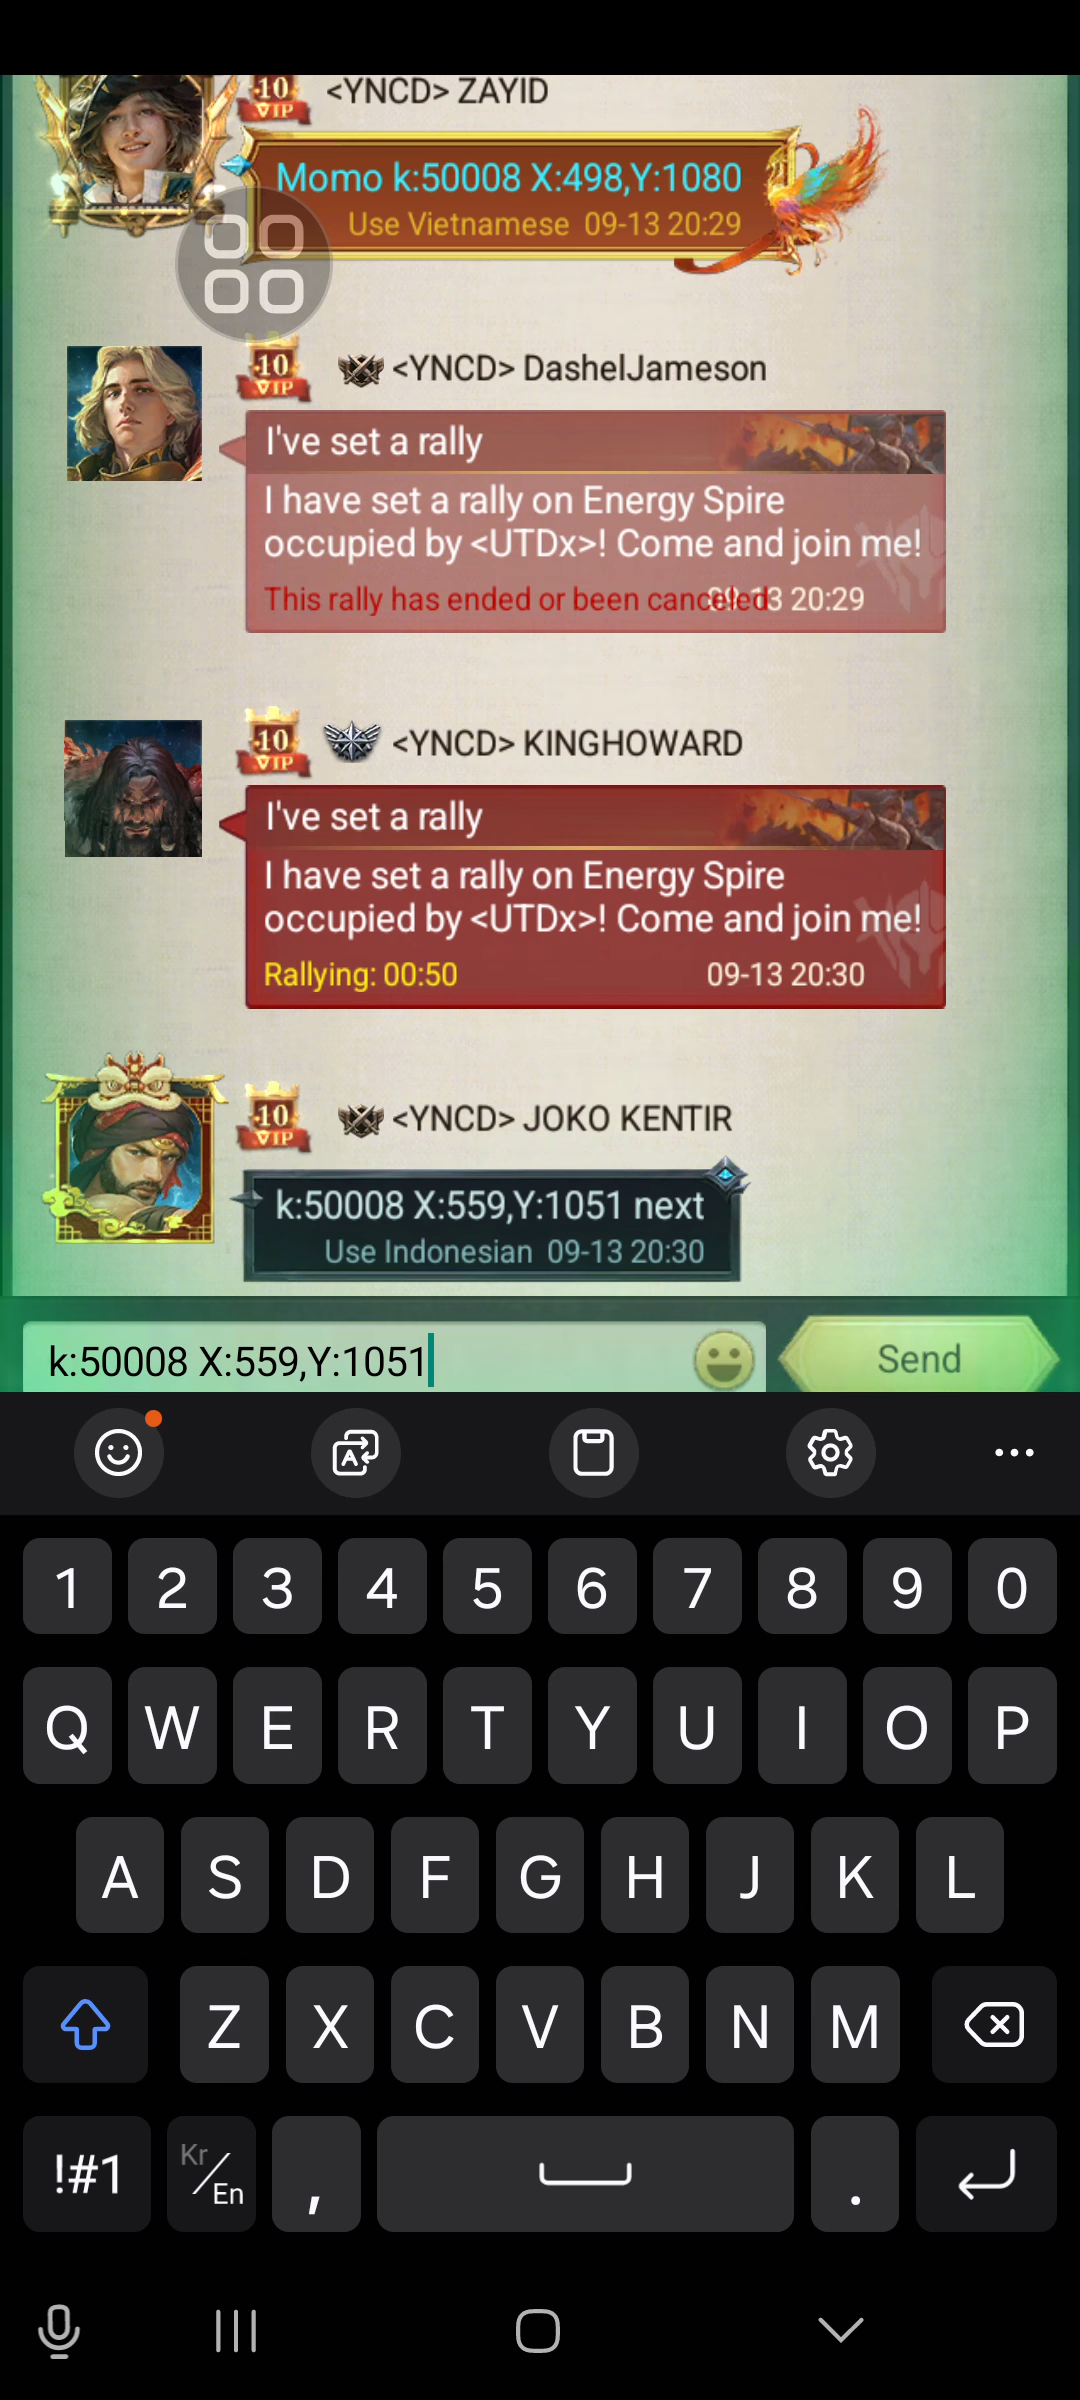 10
VIP
<YNCD> ZAYID
Momo k:50008 X:498,Y:1080
Use Vietnamese 09-13 20:29
10
VIP
<YNCD> DashelJameson
I've set a rally
I have set a rally on Energy Spire
occupied by <UTDx>! Come and join me!
This rally has ended or been canceled 09-13 20:29
10
VIP
<YNCD> KINGHOWARD
I've set a rally
I have set a rally on Energy Spire
occupied by <UTDx>! Come and join me!
Rallying: 00:50 09-13 20:30
10
VIP
<YNCD> JOKO KENTIR
k:50008 X:559,Y:1051 next
Use Indonesian 09-13 20:30
k:50008 X:559,Y:1051 Send
A
1 2 3 4 5 6 7 8 9 0
Q W E R T Y U I O P
A S D F G H J K L
Z X C V B N M
!#1 Kr/En , .